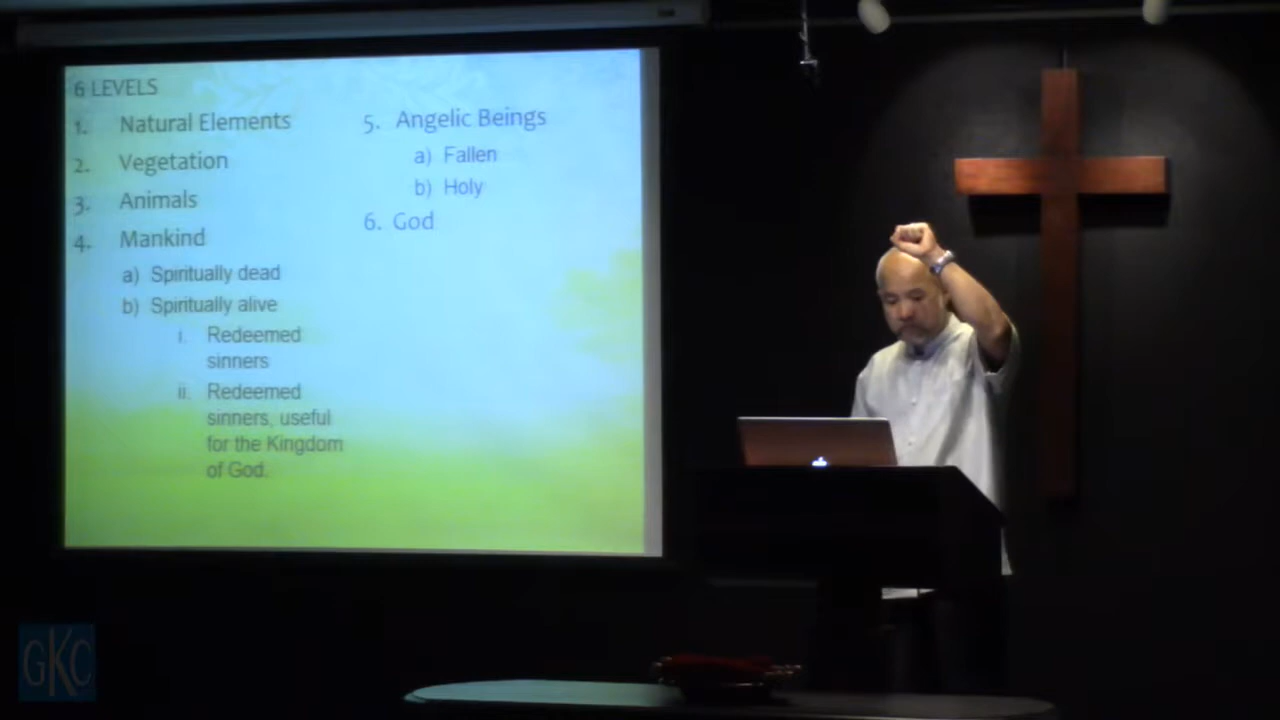 6 LEVELS
1. Natural Elements
2. Vegetation
3. Animals
4. Mankind
a) Spiritually dead
b) Spiritually alive
i. Redeemed
sinners
ii. Redeemed
sinners, useful
for the Kingdom
of God.
5. Angelic Beings
a) Fallen
b) Holy
6. God
GKC